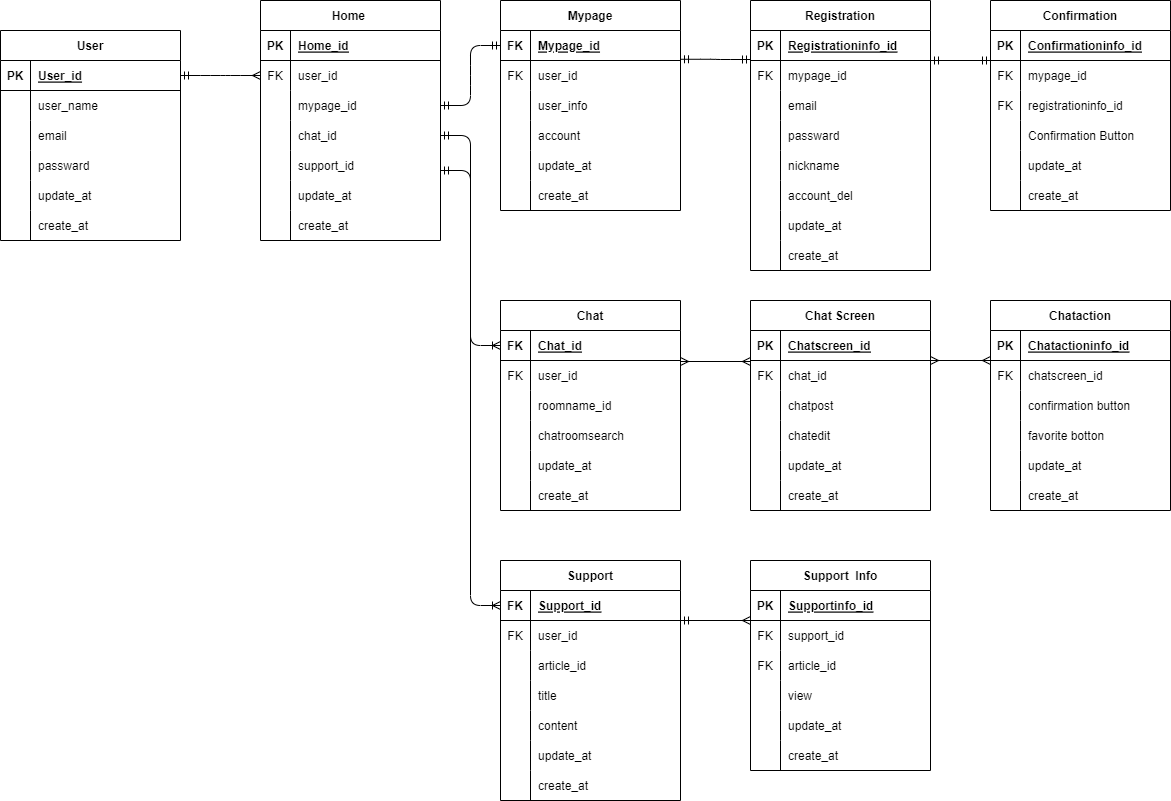 User
PK User_id
user_name
email
passward
update_at
create_at
Home
PK Home_id
FK user_id
mypage_id
chat_id
support_id
update_at
create_at
Mypage
FK Mypage_id
FK user_id
user_info
account
update_at
create_at
Registration
PK Registrationinfo_id
FK mypage_id
email
passward
nickname
account_del
update_at
create_at
Confirmation
PK Confirmationinfo_id
FK mypage_id
FK registrationinfo_id
Confirmation Button
update_at
create_at
Chat
FK Chat_id
FK user_id
roomname_id
chatroomsearch
update_at
create_at
Chat Screen
PK Chatscreen_id
FK chat_id
chatpost
chatedit
update_at
create_at
Chataction
PK Chatactioninfo_id
FK chatscreen_id
confirmation button
favorite botton
update_at
create_at
Support
FK Support_id
FK user_id
article_id
title
content
update_at
create_at
Support Info
PK Supportinfo_id
FK support_id
FK article_id
view
update_at
create_at